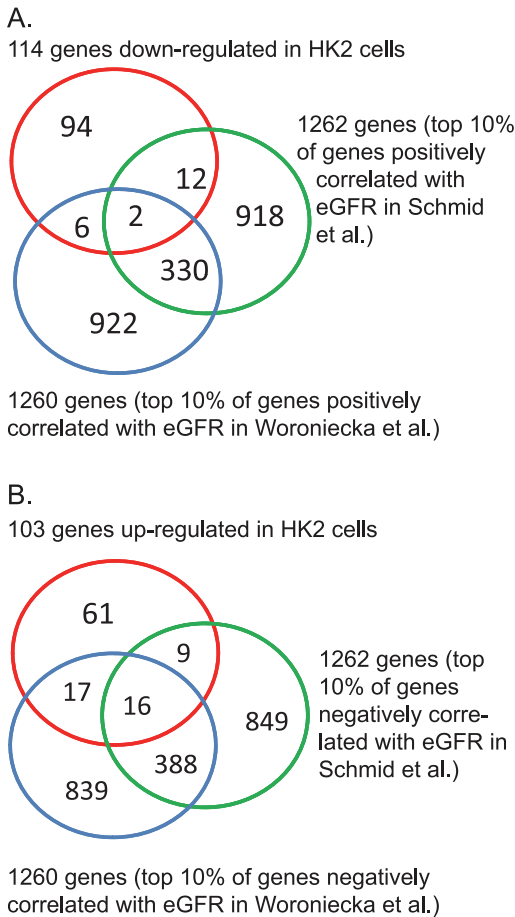 A.
114 genes down-regulated in HK2 cells
94
1262 genes (top 10%
of genes positively
correlated with
eGFR in Schmid
et al.)
12
6
2
918
330
922
1260 genes (top 10% of genes positively
correlated with eGFR in Woroniecka et al.)
B.
103 genes up-regulated in HK2 cells
61
9
1262 genes (top
10% of genes
negatively corre-
lated with eGFR in
Schmid et al.)
17
16
849
388
839
1260 genes (top 10% of genes negatively
correlated with eGFR in Woroniecka et al.)